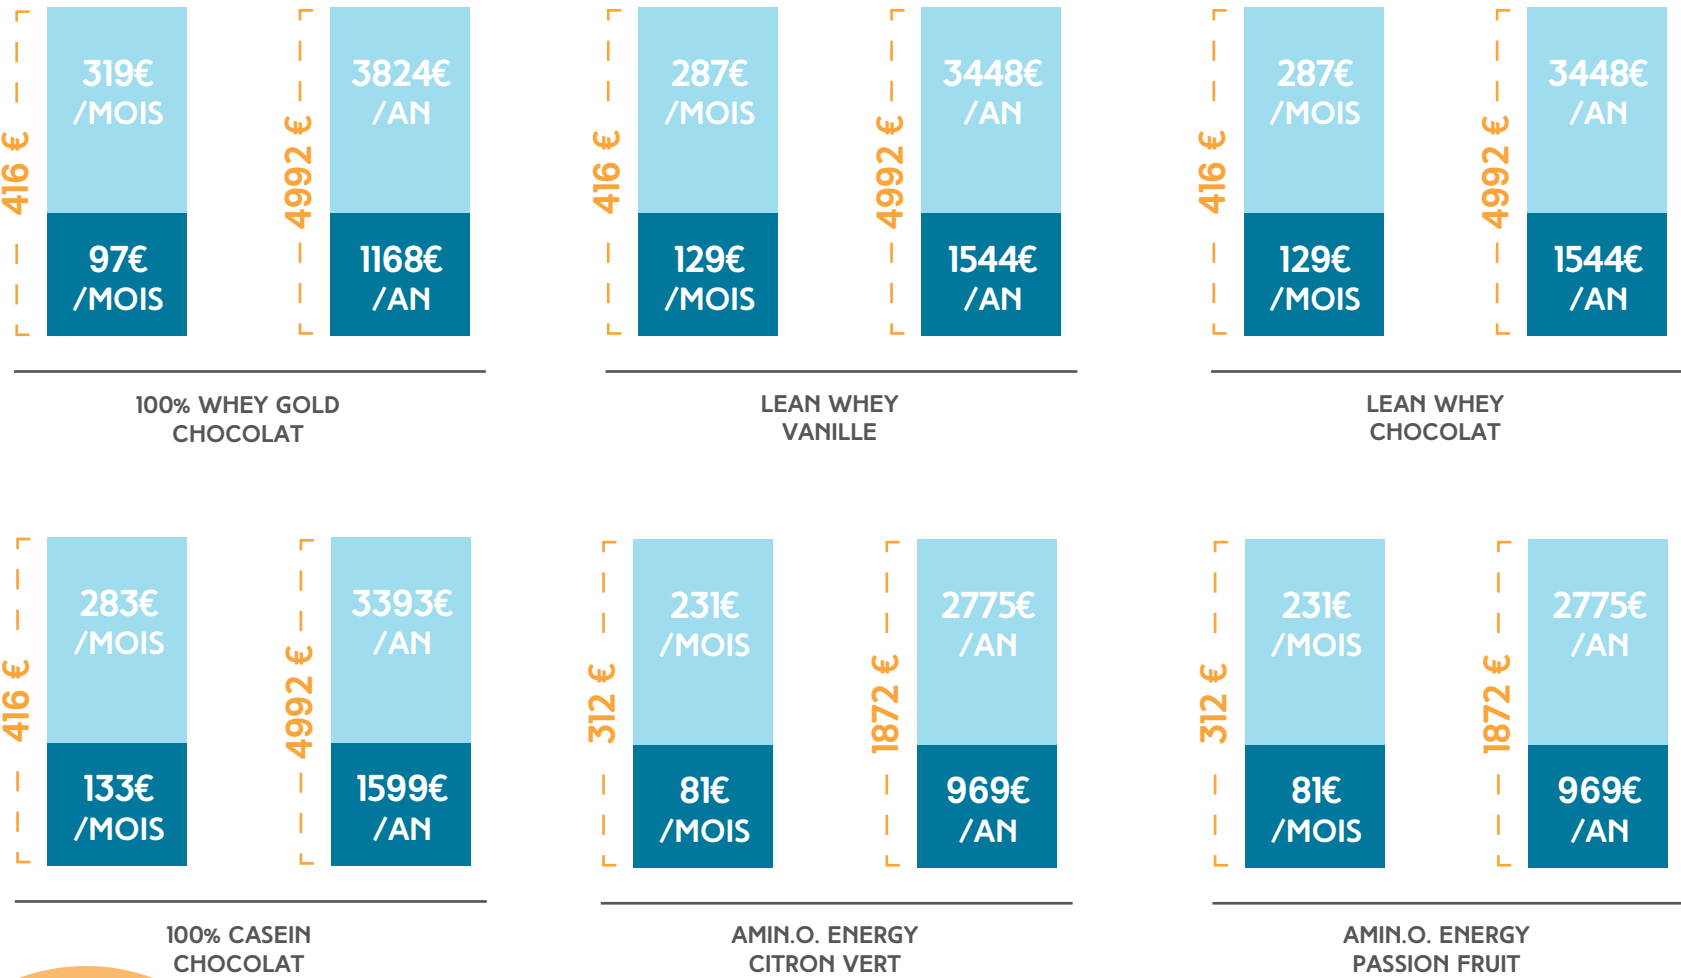 416 €
319€
/MOIS
97€
/MOIS
4992 €
3824€
/AN
1168€
/AN
100% WHEY GOLD
CHOCOLAT
416 €
287€
/MOIS
129€
/MOIS
4992 €
3448€
/AN
1544€
/AN
LEAN WHEY
VANILLE
416 €
287€
/MOIS
129€
/MOIS
4992 €
3448€
/AN
1544€
/AN
LEAN WHEY
CHOCOLAT
416 €
283€
/MOIS
133€
/MOIS
4992 €
3393€
/AN
1599€
/AN
100% CASEIN
CHOCOLAT
312 €
231€
/MOIS
81€
/MOIS
1872 €
2775€
/AN
969€
/AN
AMIN.O. ENERGY
CITRON VERT
312 €
231€
/MOIS
81€
/MOIS
1872 €
2775€
/AN
969€
/AN
AMIN.O. ENERGY
PASSION FRUIT